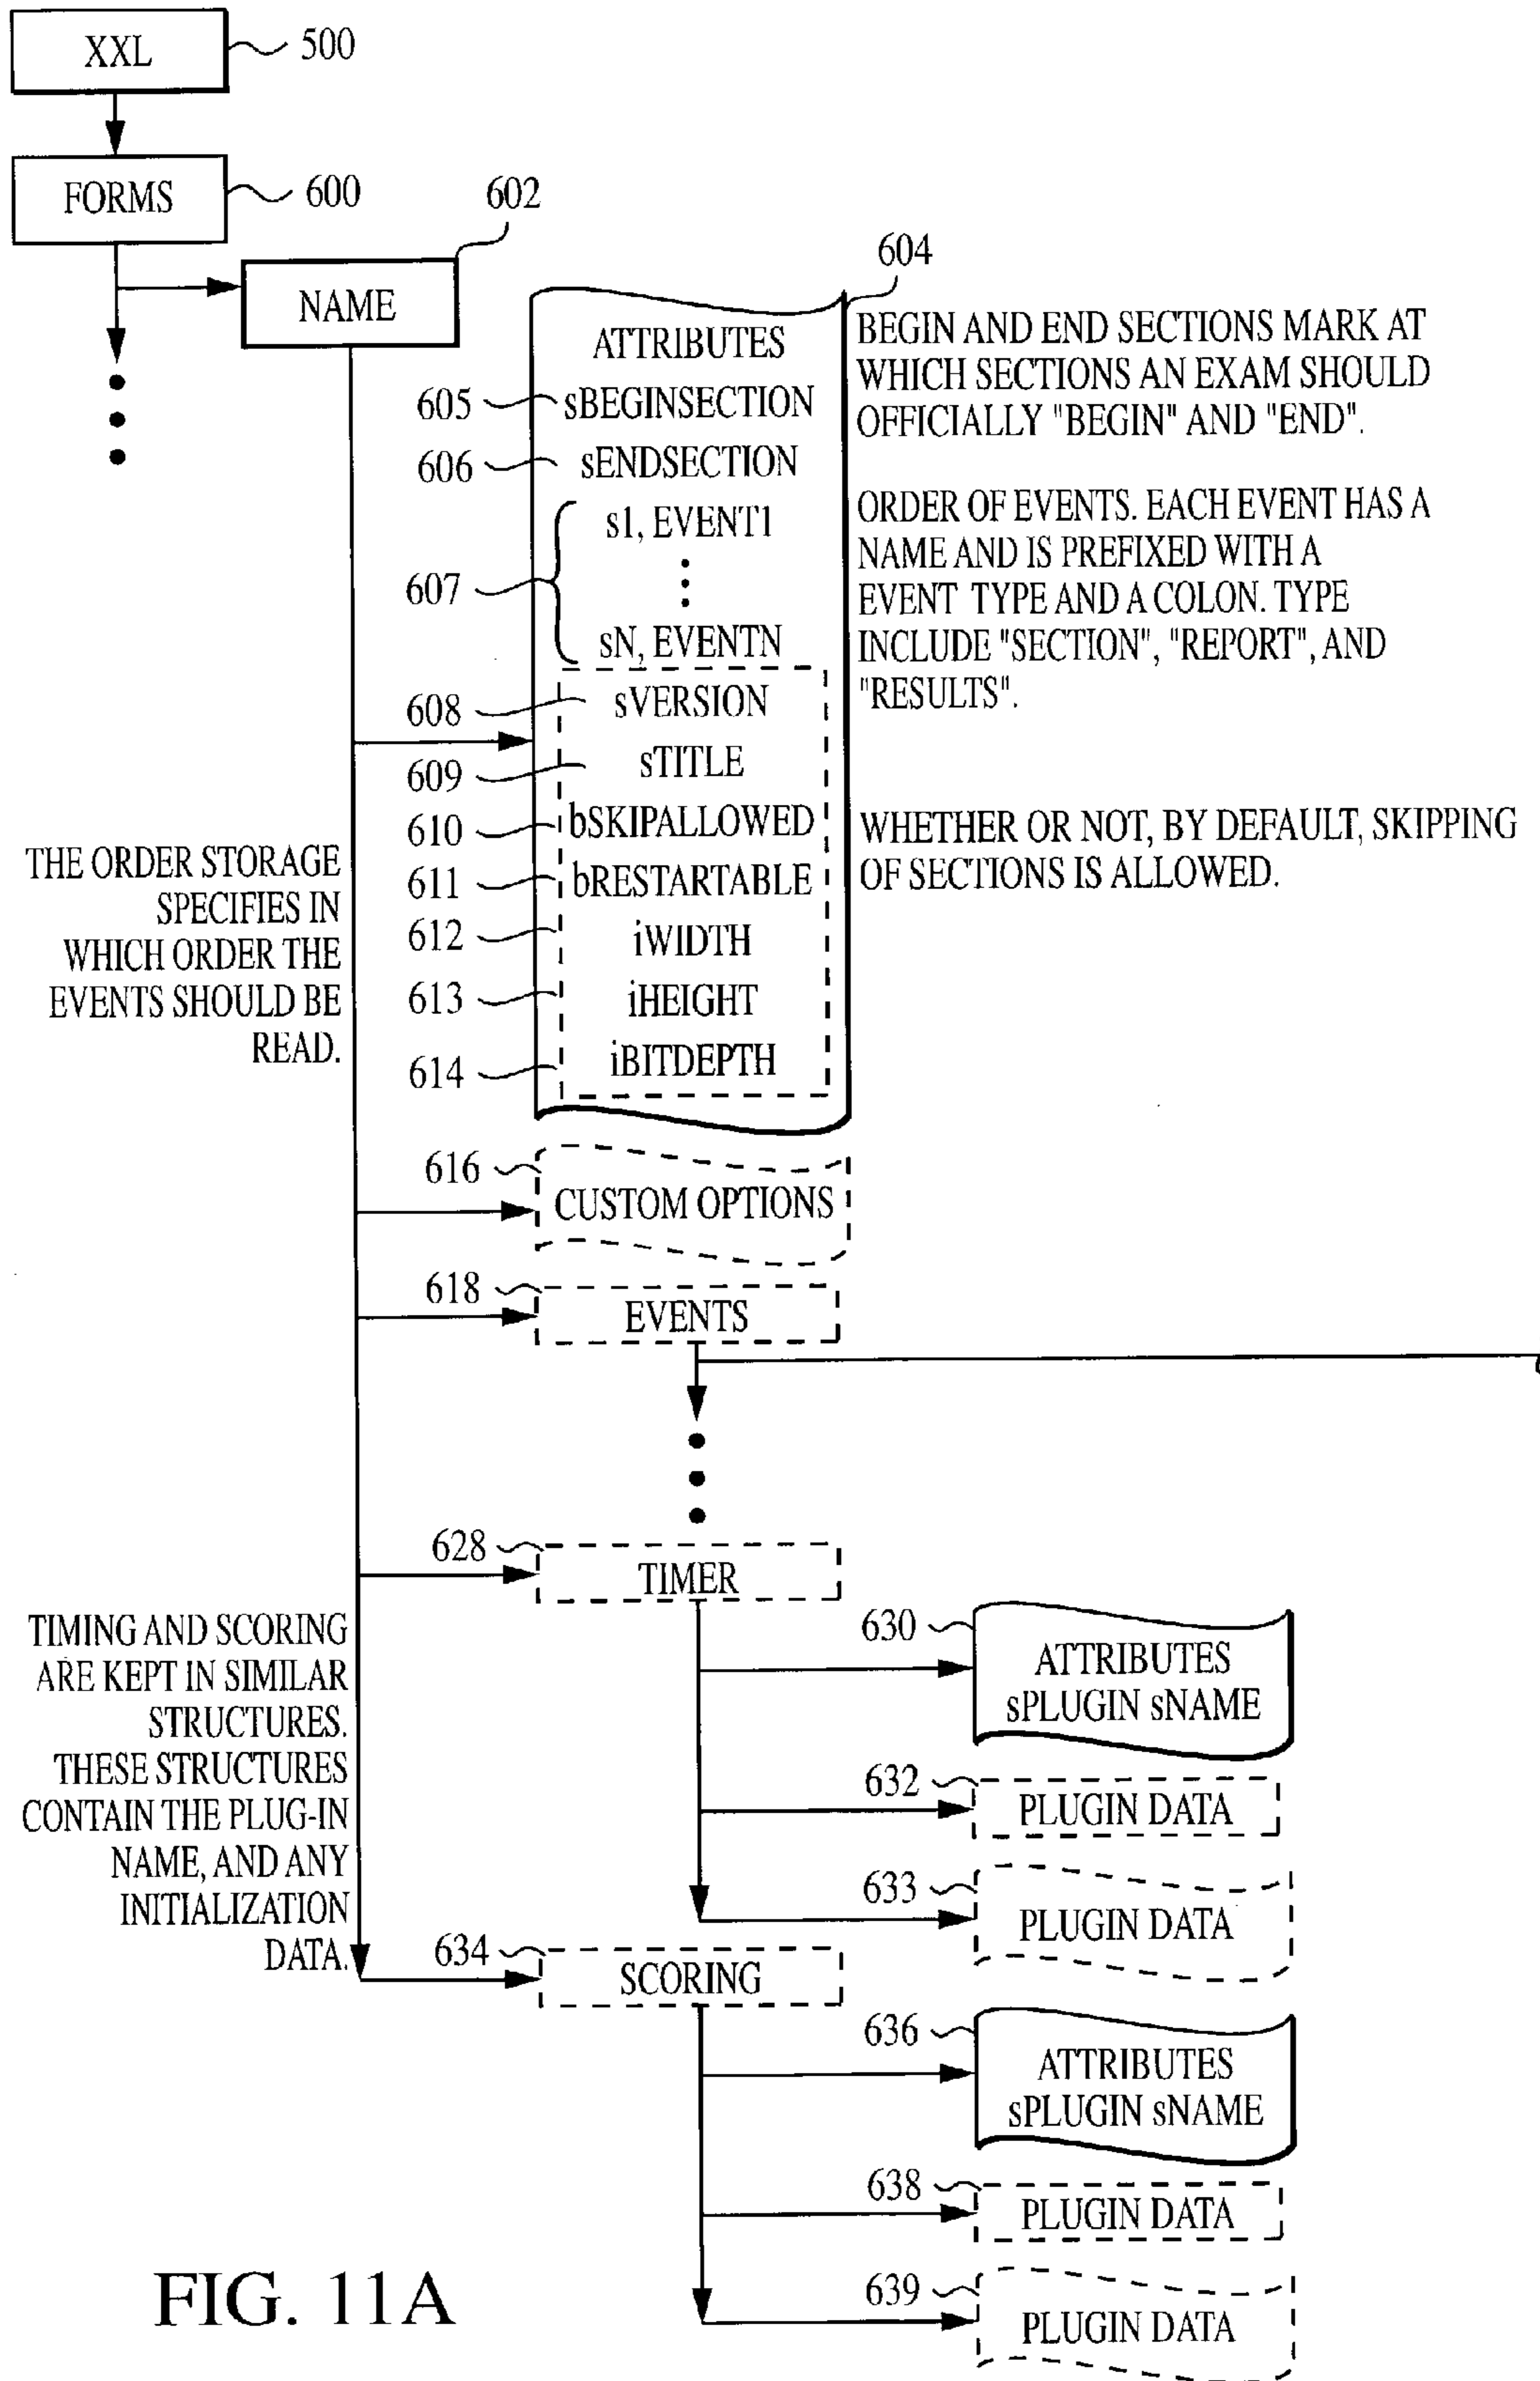 XXL
500
FORMS
600
602
NAME
604
ATTRIBUTES
605
sBEGINSECTION
606
sENDSECTION
s1, EVENT1
607
sN, EVENTN
608
sVERSION
609
sTITLE
610
bSKIPALLOWED
611
bRESTARTABLE
612
iWIDTH
613
iHEIGHT
614
iBITDEPTH
BEGIN AND END SECTIONS MARK AT
WHICH SECTIONS AN EXAM SHOULD
OFFICIALLY "BEGIN" AND "END".
ORDER OF EVENTS. EACH EVENT HAS A
NAME AND IS PREFIXED WITH A
EVENT TYPE AND A COLON. TYPE
INCLUDE "SECTION", "REPORT", AND
"RESULTS".
WHETHER OR NOT, BY DEFAULT, SKIPPING
OF SECTIONS IS ALLOWED.
THE ORDER STORAGE
SPECIFIES IN
WHICH ORDER THE
EVENTS SHOULD BE
READ.
616
CUSTOM OPTIONS
618
EVENTS
628
TIMER
630
ATTRIBUTES
sPLUGIN sNAME
632
PLUGIN DATA
633
PLUGIN DATA
TIMING AND SCORING
ARE KEPT IN SIMILAR
STRUCTURES.
THESE STRUCTURES
CONTAIN THE PLUG-IN
NAME, AND ANY
INITIALIZATION
DATA.
634
SCORING
636
ATTRIBUTES
sPLUGIN sNAME
638
PLUGIN DATA
639
PLUGIN DATA
FIG. 11A